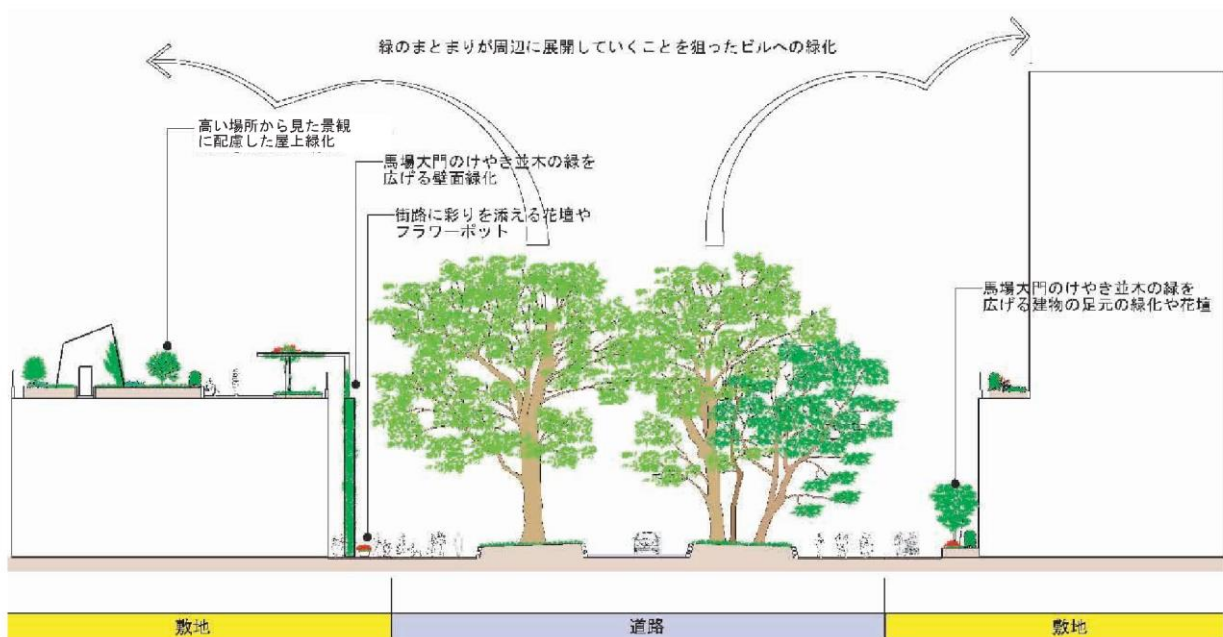 緑のまとまりが周辺に展開していくことを狙ったビルへの緑化
高い場所から見た景観
に配慮した屋上緑化
馬場大門のけやき並木の緑を
広げる壁面緑化
街路に彩りを添える花壇や
フラワーポット
馬場大門のけやき並木の緑を
広げる建物の足元の緑化や花壇
敷地
道路
敷地